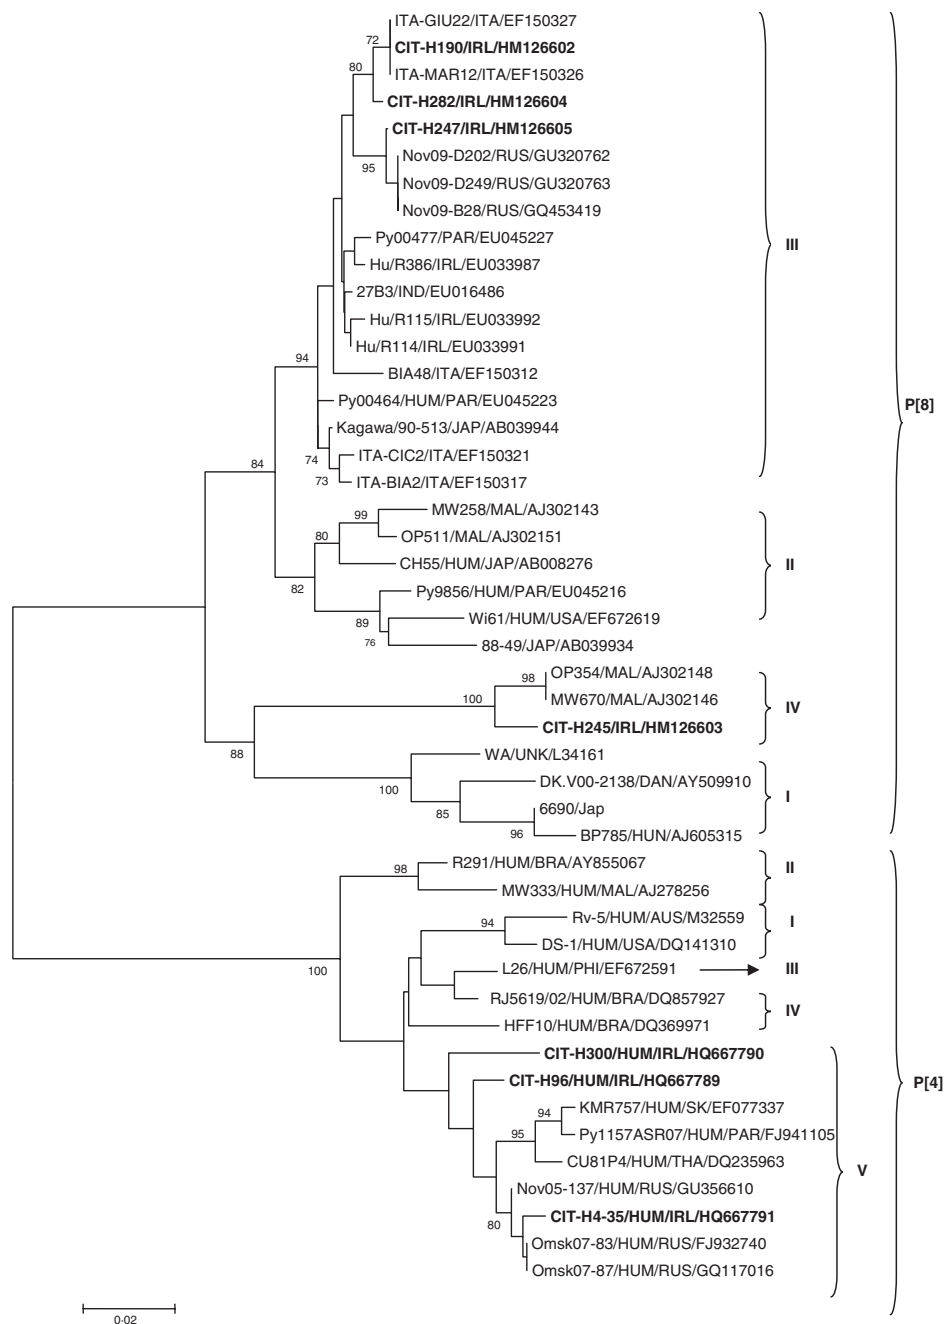 ITA-GIU22/ITA/EF150327
72
CIT-H190/IRL/HM126602
80
ITA-MAR12/ITA/EF150326
CIT-H282/IRL/HM126604
CIT-H247/IRL/HM126605
Nov09-D202/RUS/GU320762
95
Nov09-D249/RUS/GU320763
Nov09-B28/RUS/GQ453419
Py00477/PAR/EU045227
III
Hu/R386/IRL/EU033987
27B3/IND/EU016486
Hu/R115/IRL/EU033992
Hu/R114/IRL/EU033991
94
BIA48/ITA/EF150312
Py00464/HUM/PAR/EU045223
P[8]
Kagawa/90-513/JAP/AB039944
84
74
ITA-CIC2/ITA/EF150321
73
ITA-BIA2/ITA/EF150317
MW258/MAL/AJ302143
99
OP511/MAL/AJ302151
80
CH55/HUM/JAP/AB008276
II
82
Py9856/HUM/PAR/EU045216
89
Wi61/HUM/USA/EF672619
76
88-49/JAP/AB039934
OP354/MAL/AJ302148
98
MW670/MAL/AJ302146
100
IV
CIT-H245/IRL/HM126603
88
WA/UNK/L34161
DK.V00-2138/DAN/AY509910
100
I
6690/Jap
85
96
BP785/HUN/AJ605315
R291/HUM/BRA/AY855067
98
II
MW333/HUM/MAL/AJ278256
Rv-5/HUM/AUS/M32559
94
I
DS-1/HUM/USA/DQ141310
100
L26/HUM/PHI/EF672591
III
RJ5619/02/HUM/BRA/DQ857927
IV
HFF10/HUM/BRA/DQ369971
CIT-H300/HUM/IRL/HQ667790
CIT-H96/HUM/IRL/HQ667789
P[4]
KMR757/HUM/SK/EF077337
94
Py1157ASR07/HUM/PAR/FJ941105
95
CU81P4/HUM/THA/DQ235963
V
Nov05-137/HUM/RUS/GU356610
CIT-H4-35/HUM/IRL/HQ667791
80
Omsk07-83/HUM/RUS/FJ932740
Omsk07-87/HUM/RUS/GQ117016
0·02